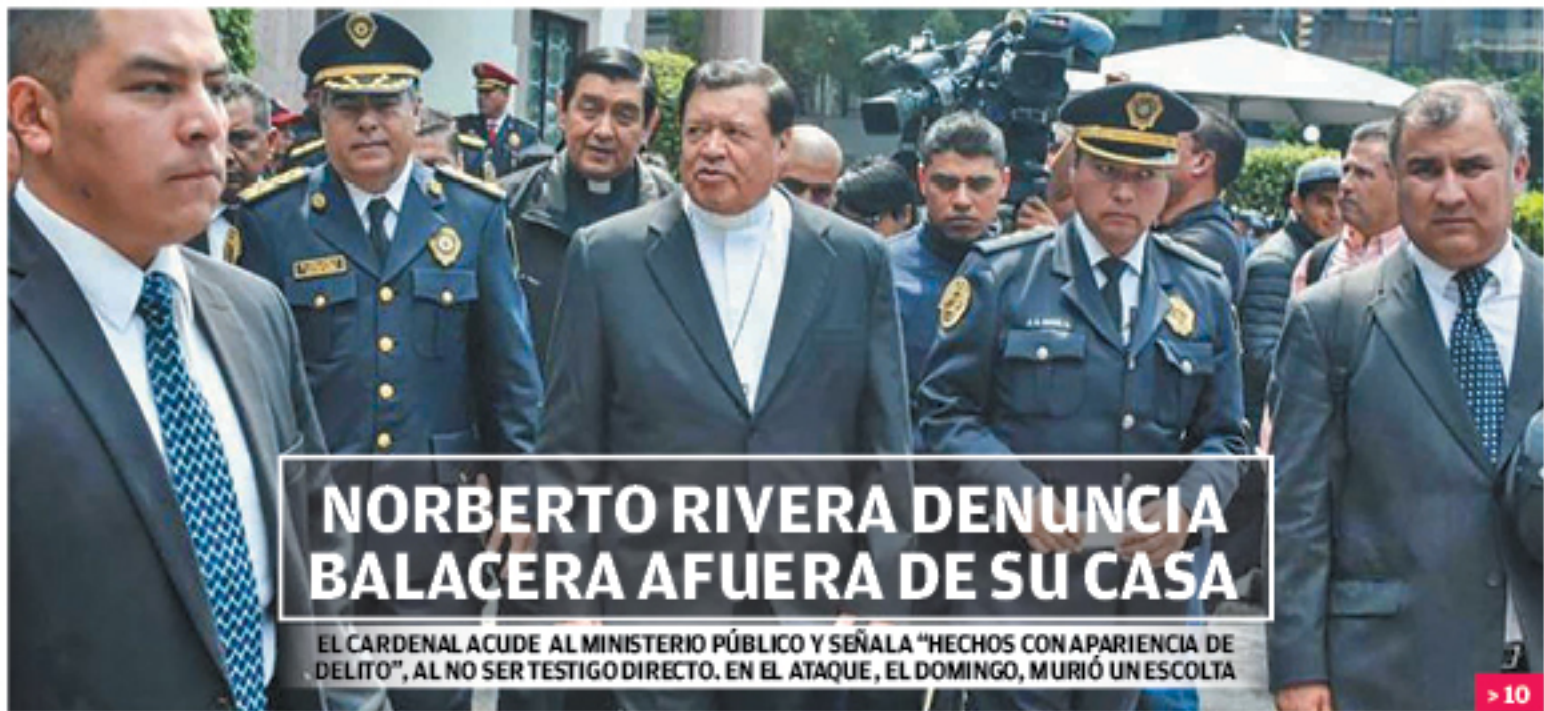 NORBERTO RIVERA DENUNCIA
BALACERA AFUERA DE SU CASA
EL CARDENAL ACUDE AL MINISTERIO PÚBLICO Y SEÑALA “HECHOS CON APARIENCIA DE
DELITO”, AL NO SER TESTIGO DIRECTO. EN EL ATAQUE, EL DOMINGO, MURIÓ UN ESCOLTA
> 10